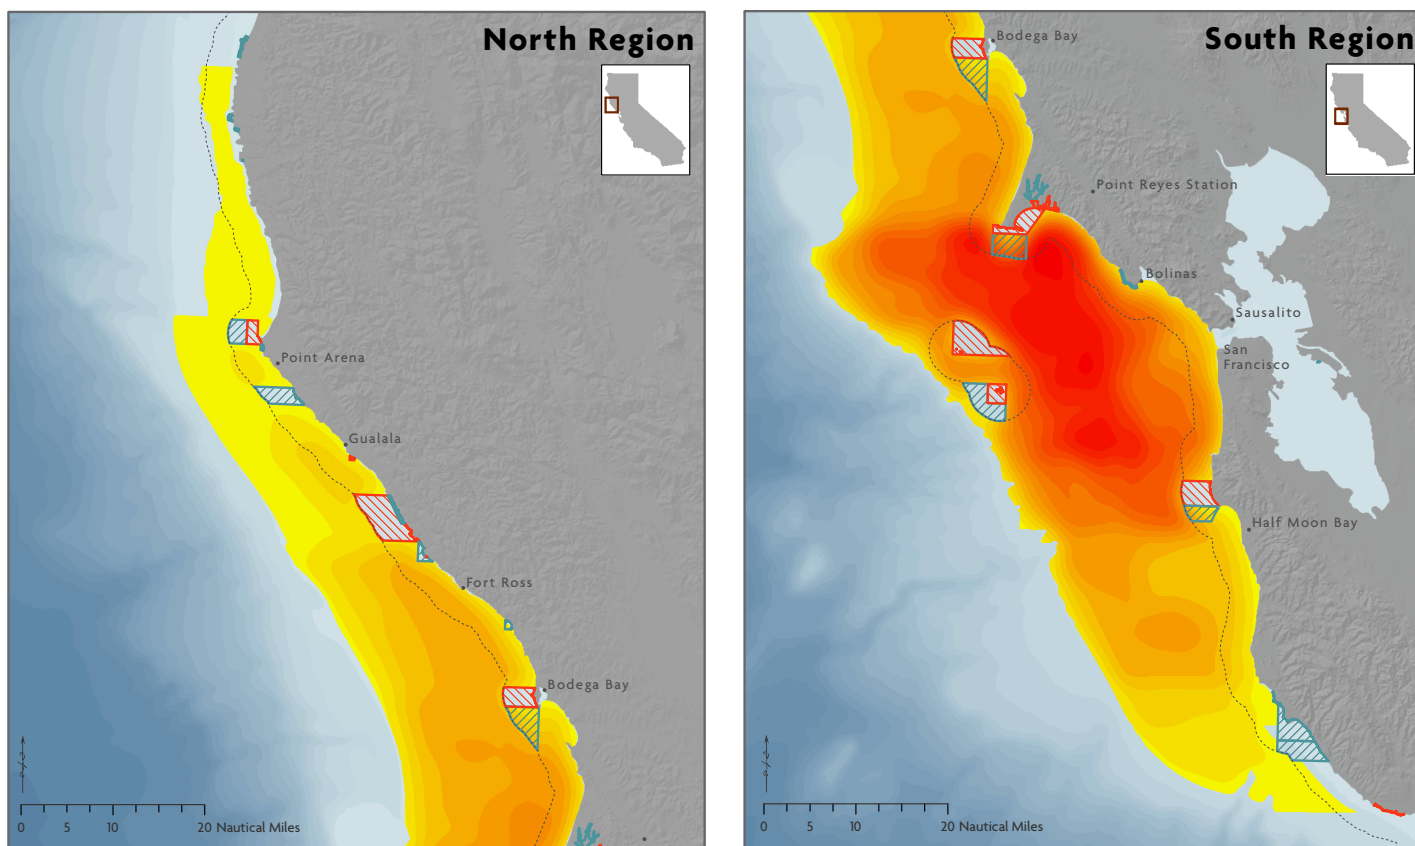 North Region
Point Arena
Gualala
Fort Ross
Bodega Bay
0 5 10 20 Nautical Miles
South Region
Bodega Bay
Point Reyes Station
Bolinas
Sausalito
San
Francisco
Half Moon Bay
0 5 10 20 Nautical Miles